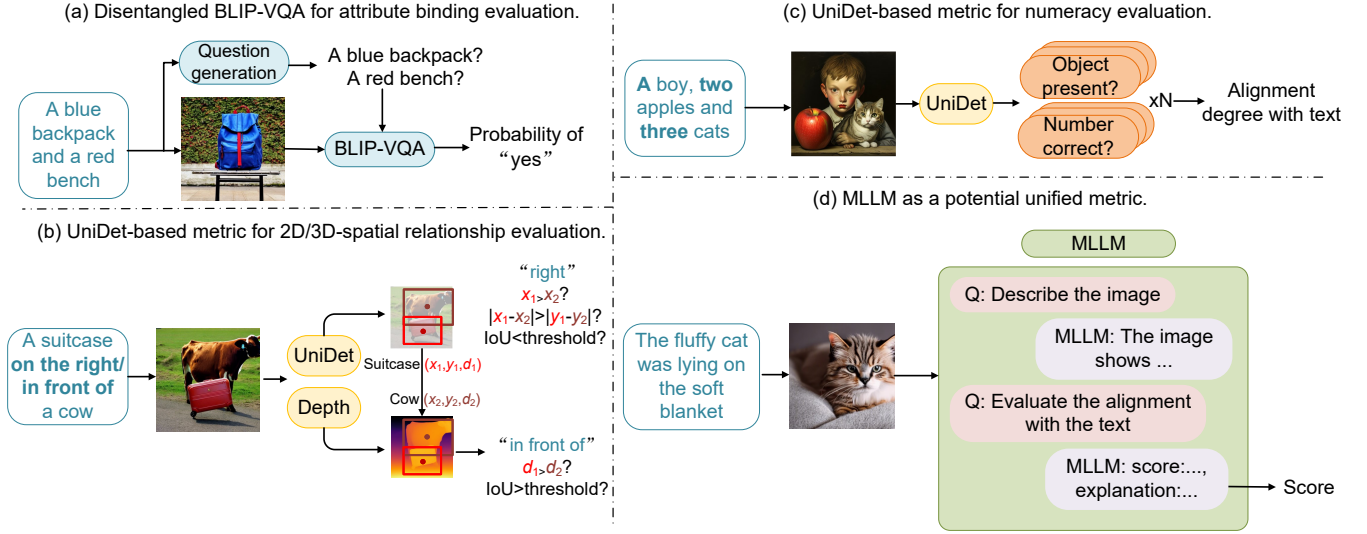 (a) Disentangled BLIP-VQA for attribute binding evaluation.
Question
generation
A blue backpack?
A red bench?
A blue
backpack
and a red
bench
BLIP-VQA
Probability of
“yes”
(b) UniDet-based metric for 2D/3D-spatial relationship evaluation.
A suitcase
on the right/
in front of
a cow
UniDet
Depth
Suitcase (x₁,y₁,d₁)
Cow (x₂,y₂,d₂)
“right”
x₁>x₂?
|x₁-x₂|>|y₁-y₂|?
IoU<threshold?
“in front of”
d₁>d₂?
IoU>threshold?
(c) UniDet-based metric for numeracy evaluation.
A boy, two
apples and
three cats
UniDet
Object
present?
Number
correct?
xN
Alignment
degree with text
(d) MLLM as a potential unified metric.
The fluffy cat
was lying on
the soft
blanket
MLLM
Q: Describe the image
MLLM: The image
shows ...
Q: Evaluate the alignment
with the text
MLLM: score:...,
explanation:...
Score